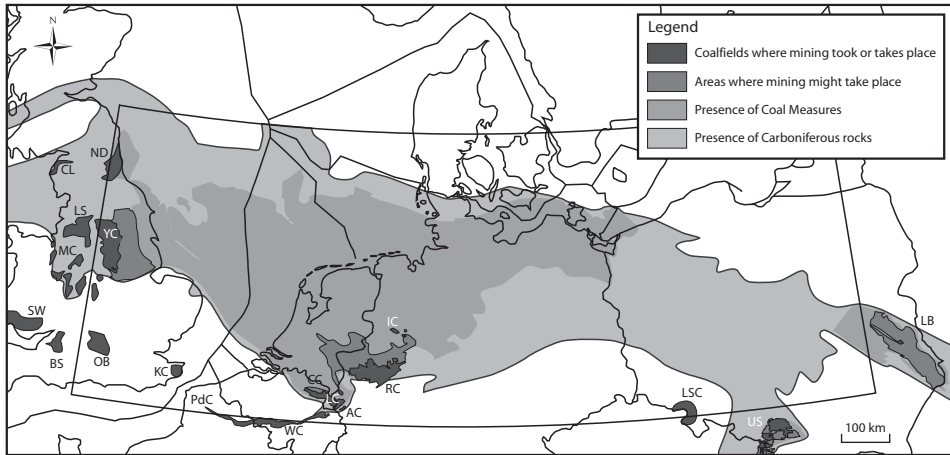 N
Legend
Coalfields where mining took or takes place
Areas where mining might take place
Presence of Coal Measures
Presence of Carboniferous rocks
ND
CL
LS
YC
MC
SW
BS
OB
KC
IC
LB
CC
RC
LC
PdC
AC
WC
LSC
US
100 km